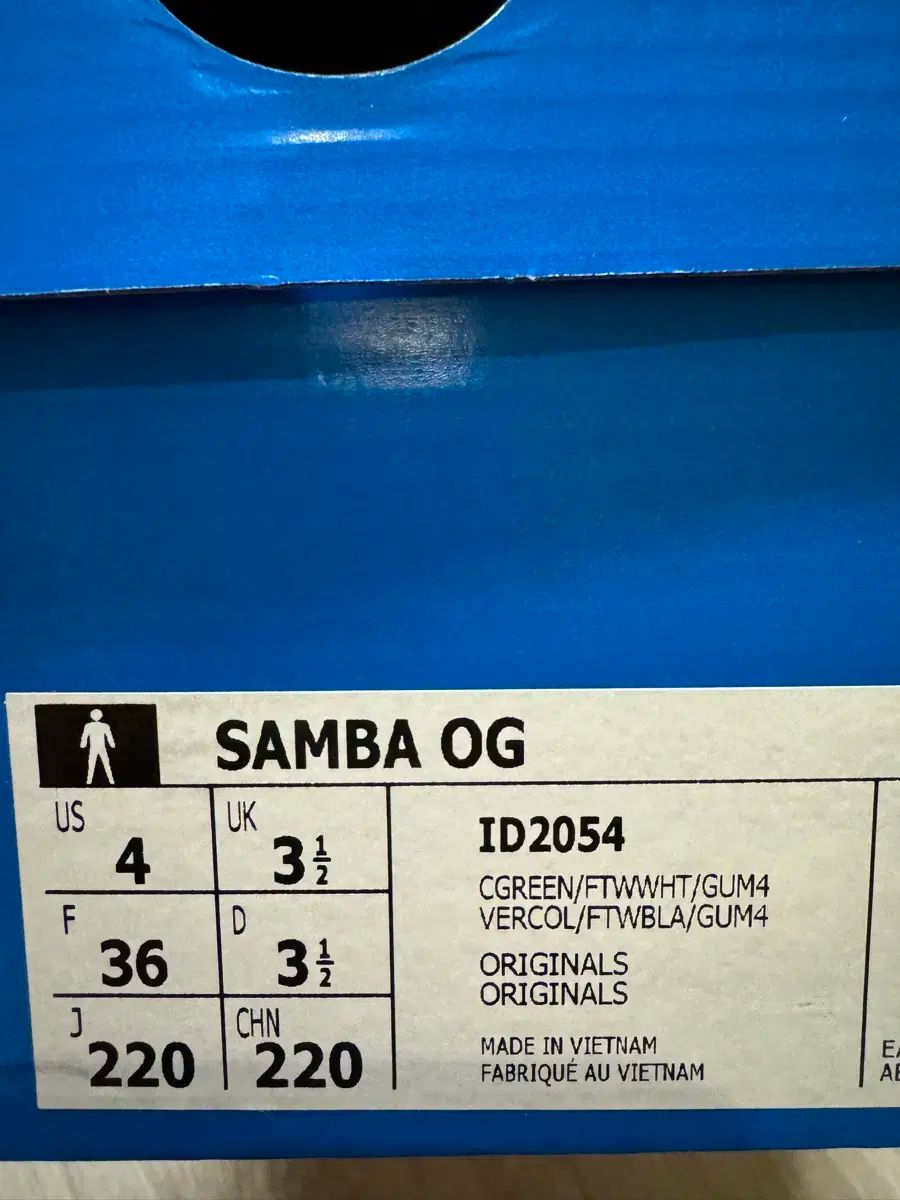 SAMBA OG
US
4
UK
3 1/2
F
36
D
3 1/2
J
220
CHN
220
ID2054
CGREEN/FTWWHT/GUM4
VERCOL/FTWBLA/GUM4
ORIGINALS
ORIGINALS
MADE IN VIETNAM
FABRIQUÉ AU VIETNAM